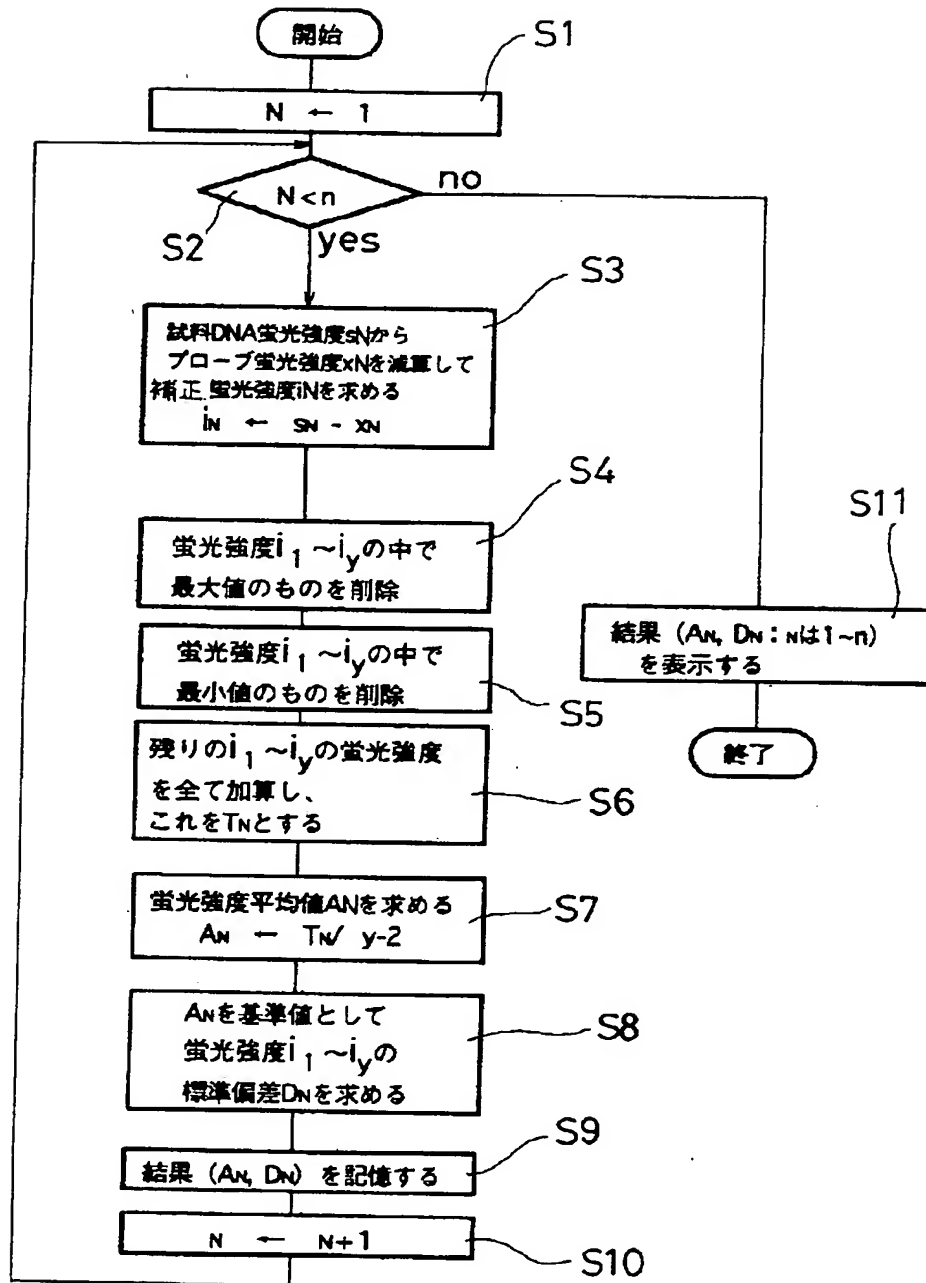 開始
S1
N ← 1
N<n
no
S2
yes
S3
試料DNA蛍光強度sNから
プローブ蛍光強度xNを減算して
補正 蛍光強度iNを求める
iN ← sN - xN
S4
蛍光強度i1～iyの中で
最大値のものを削除
蛍光強度i1～iyの中で
最小値のものを削除
S5
残りのi1～iyの蛍光強度
を全て加算し、
これをTNとする
S6
蛍光強度平均値ANを求める
AN ← TN/ y-2
S7
ANを基準値として
蛍光強度i1～iyの
標準偏差DNを求める
S8
結果 (AN, DN) を記憶する
S9
N ← N+1
S10
S11
結果 (AN, DN：Nは1~n)
を表示する
終了